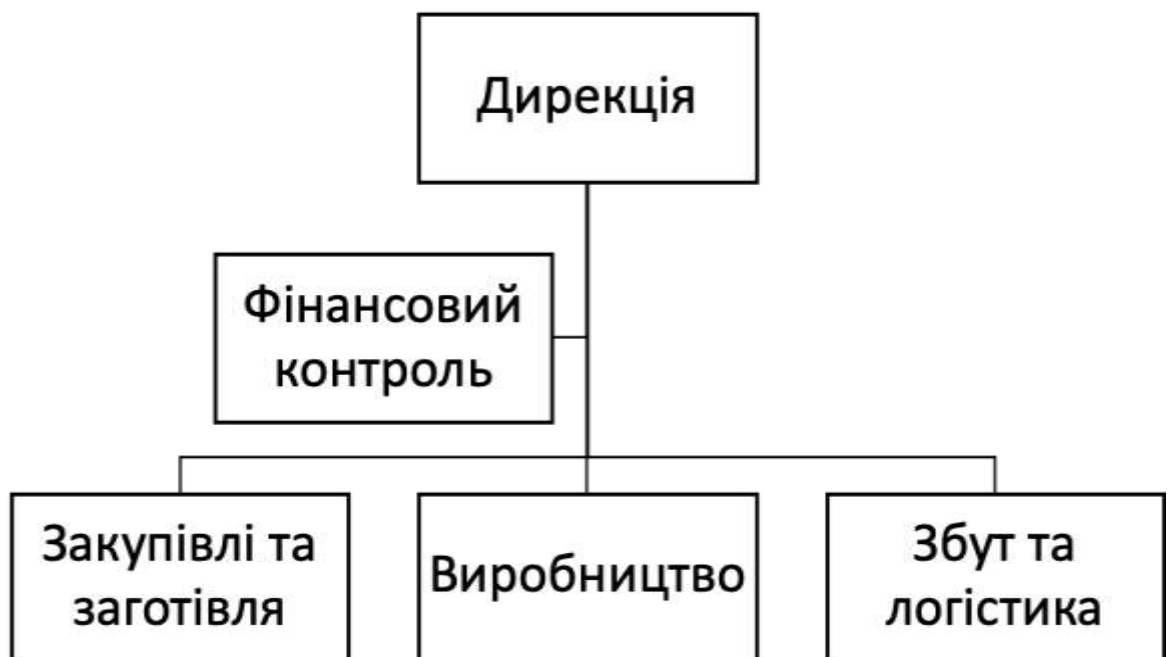 Дирекція
Фінансовий
контроль
Закупівлі та
заготівля
Виробництво
Збут та
логістика